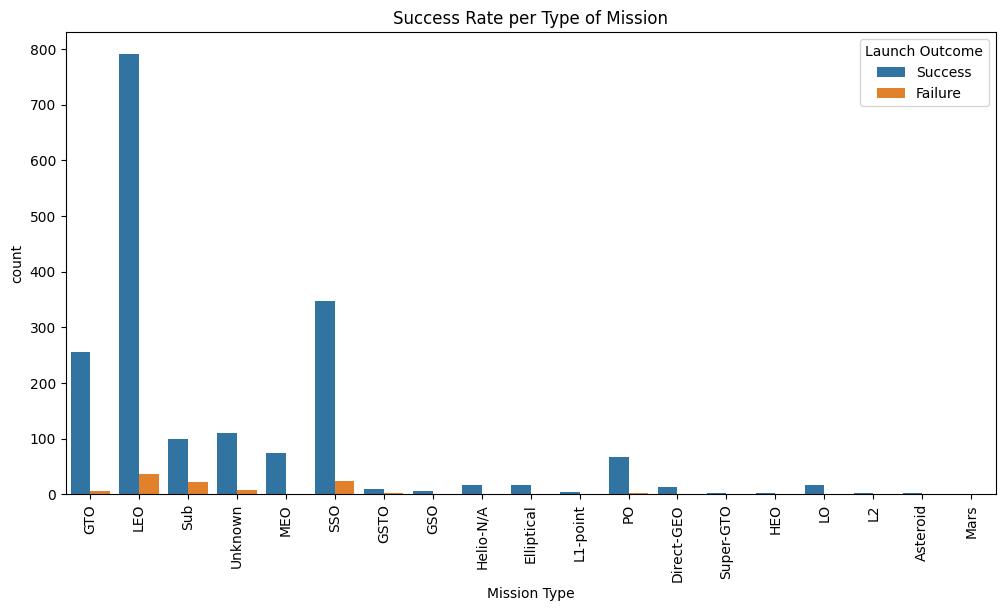 Success Rate per Type of Mission
Launch Outcome
Success
Failure
count
800
700
600
500
400
300
200
100
0
GTO
LEO
Sub
Unknown
MEO
SSO
GSTO
GSO
Helio-N/A
Elliptical
L1-point
PO
Direct-GEO
Super-GTO
HEO
LO
L2
Asteroid
Mars
Mission Type